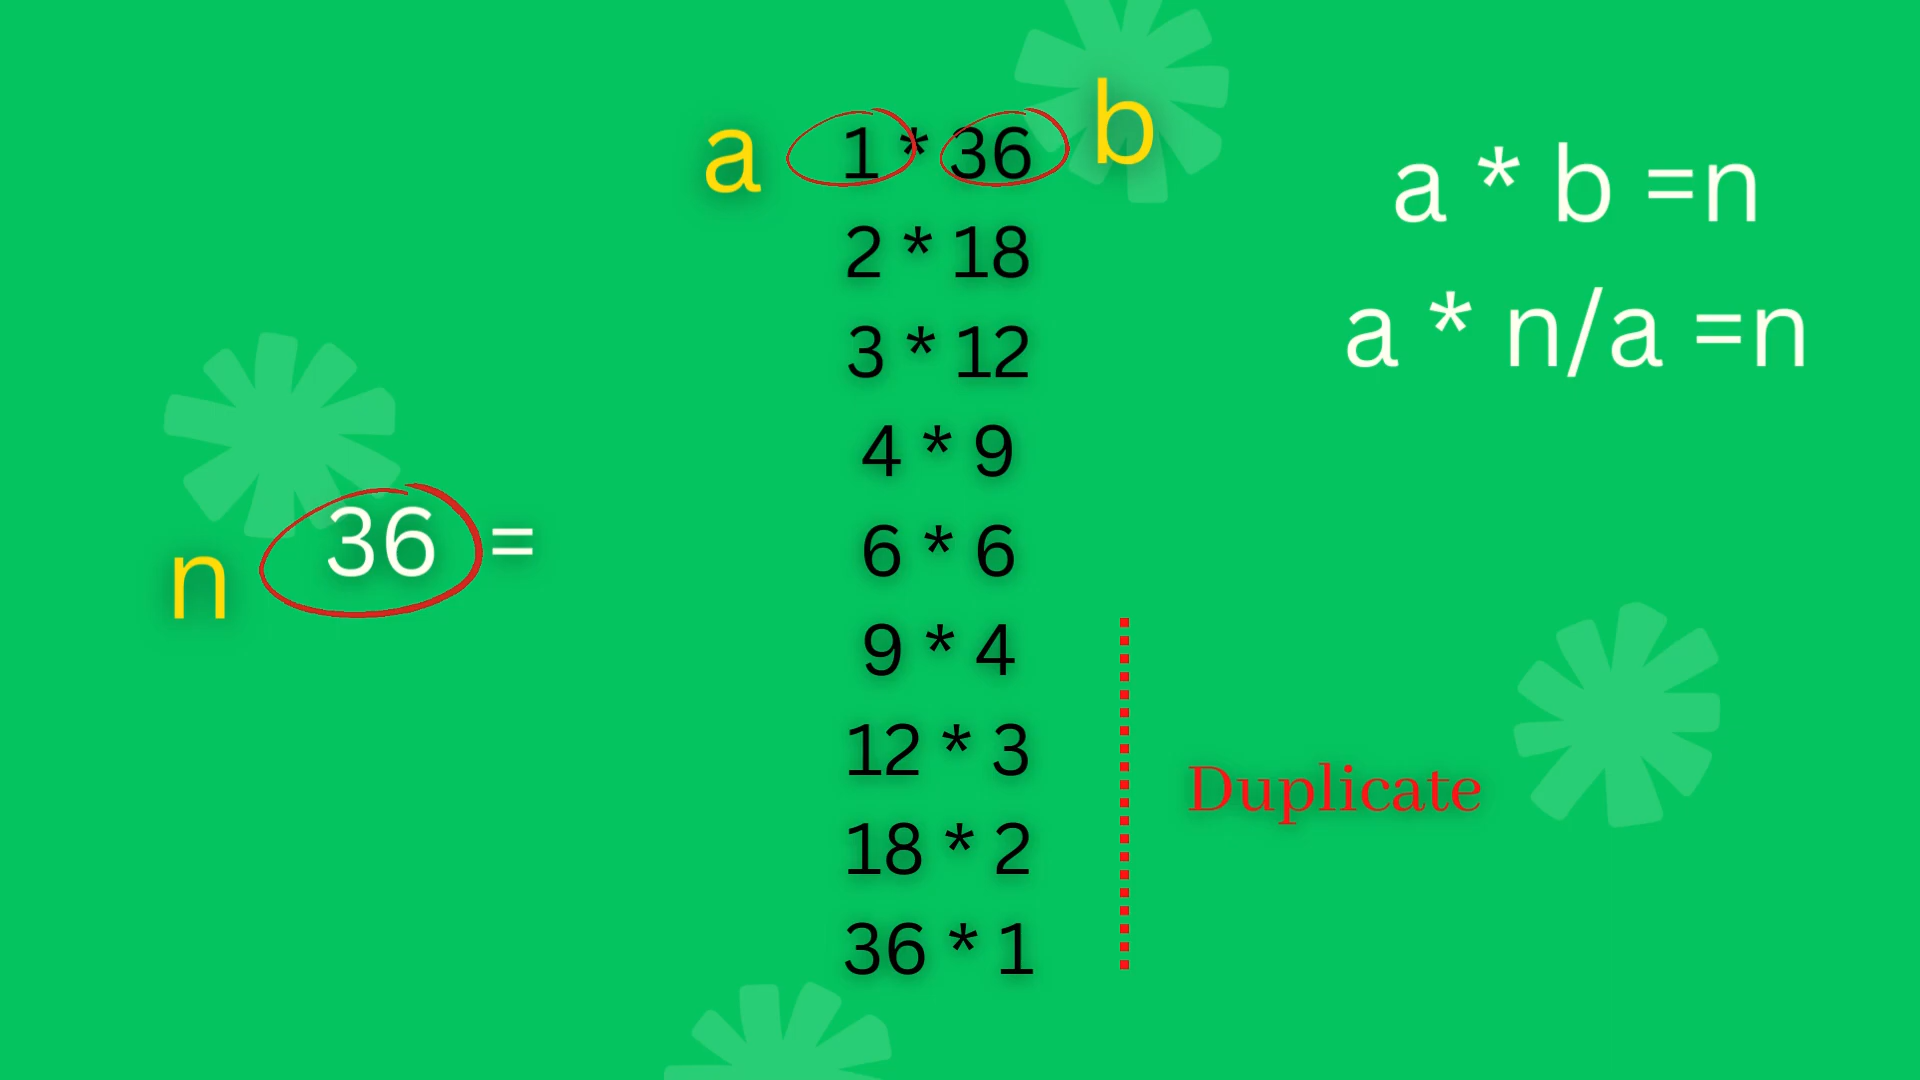 a 1 * 36 b
2 * 18
3 * 12
4 * 9
6 * 6
9 * 4
12 * 3
18 * 2
36 * 1
n 36 =
a * b =n
a * n/a =n
Duplicate